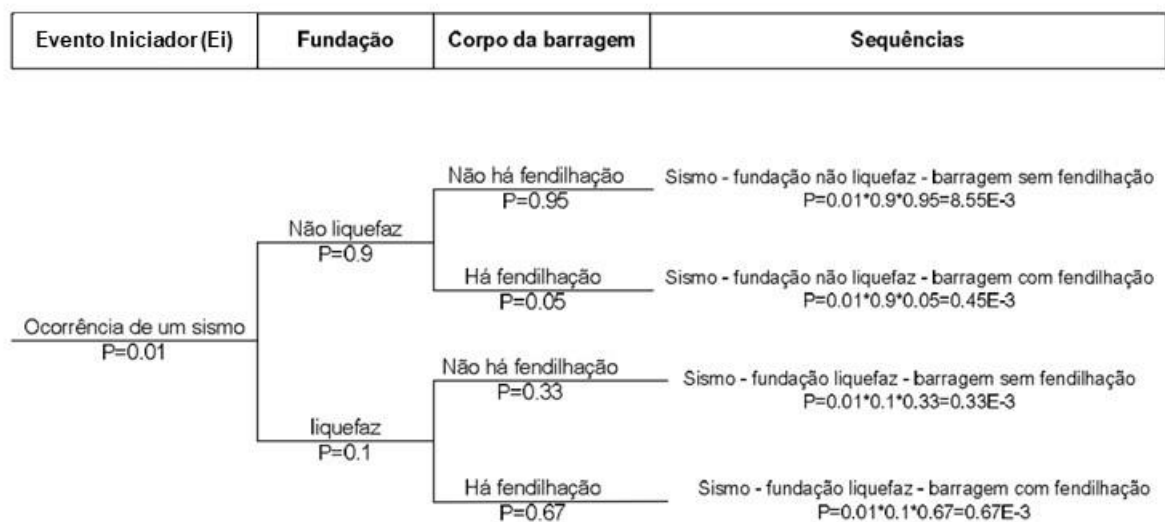 Evento Iniciador (Ei)
Fundação
Corpo da barragem
Sequências
Não há fendilhação
P=0.95
Sismo - fundação não liquefaz - barragem sem fendilhação
P=0.01*0.9*0.95=8.55E-3
Não liquefaz
P=0.9
Há fendilhação
P=0.05
Sismo - fundação não liquefaz - barragem com fendilhação
P=0.01*0.9*0.05=0.45E-3
Ocorrência de um sismo
P=0.01
Não há fendilhação
P=0.33
Sismo - fundação liquefaz - barragem sem fendilhação
P=0.01*0.1*0.33=0.33E-3
liquefaz
P=0.1
Há fendilhação
P=0.67
Sismo - fundação liquefaz - barragem com fendilhação
P=0.01*0.1*0.67=0.67E-3